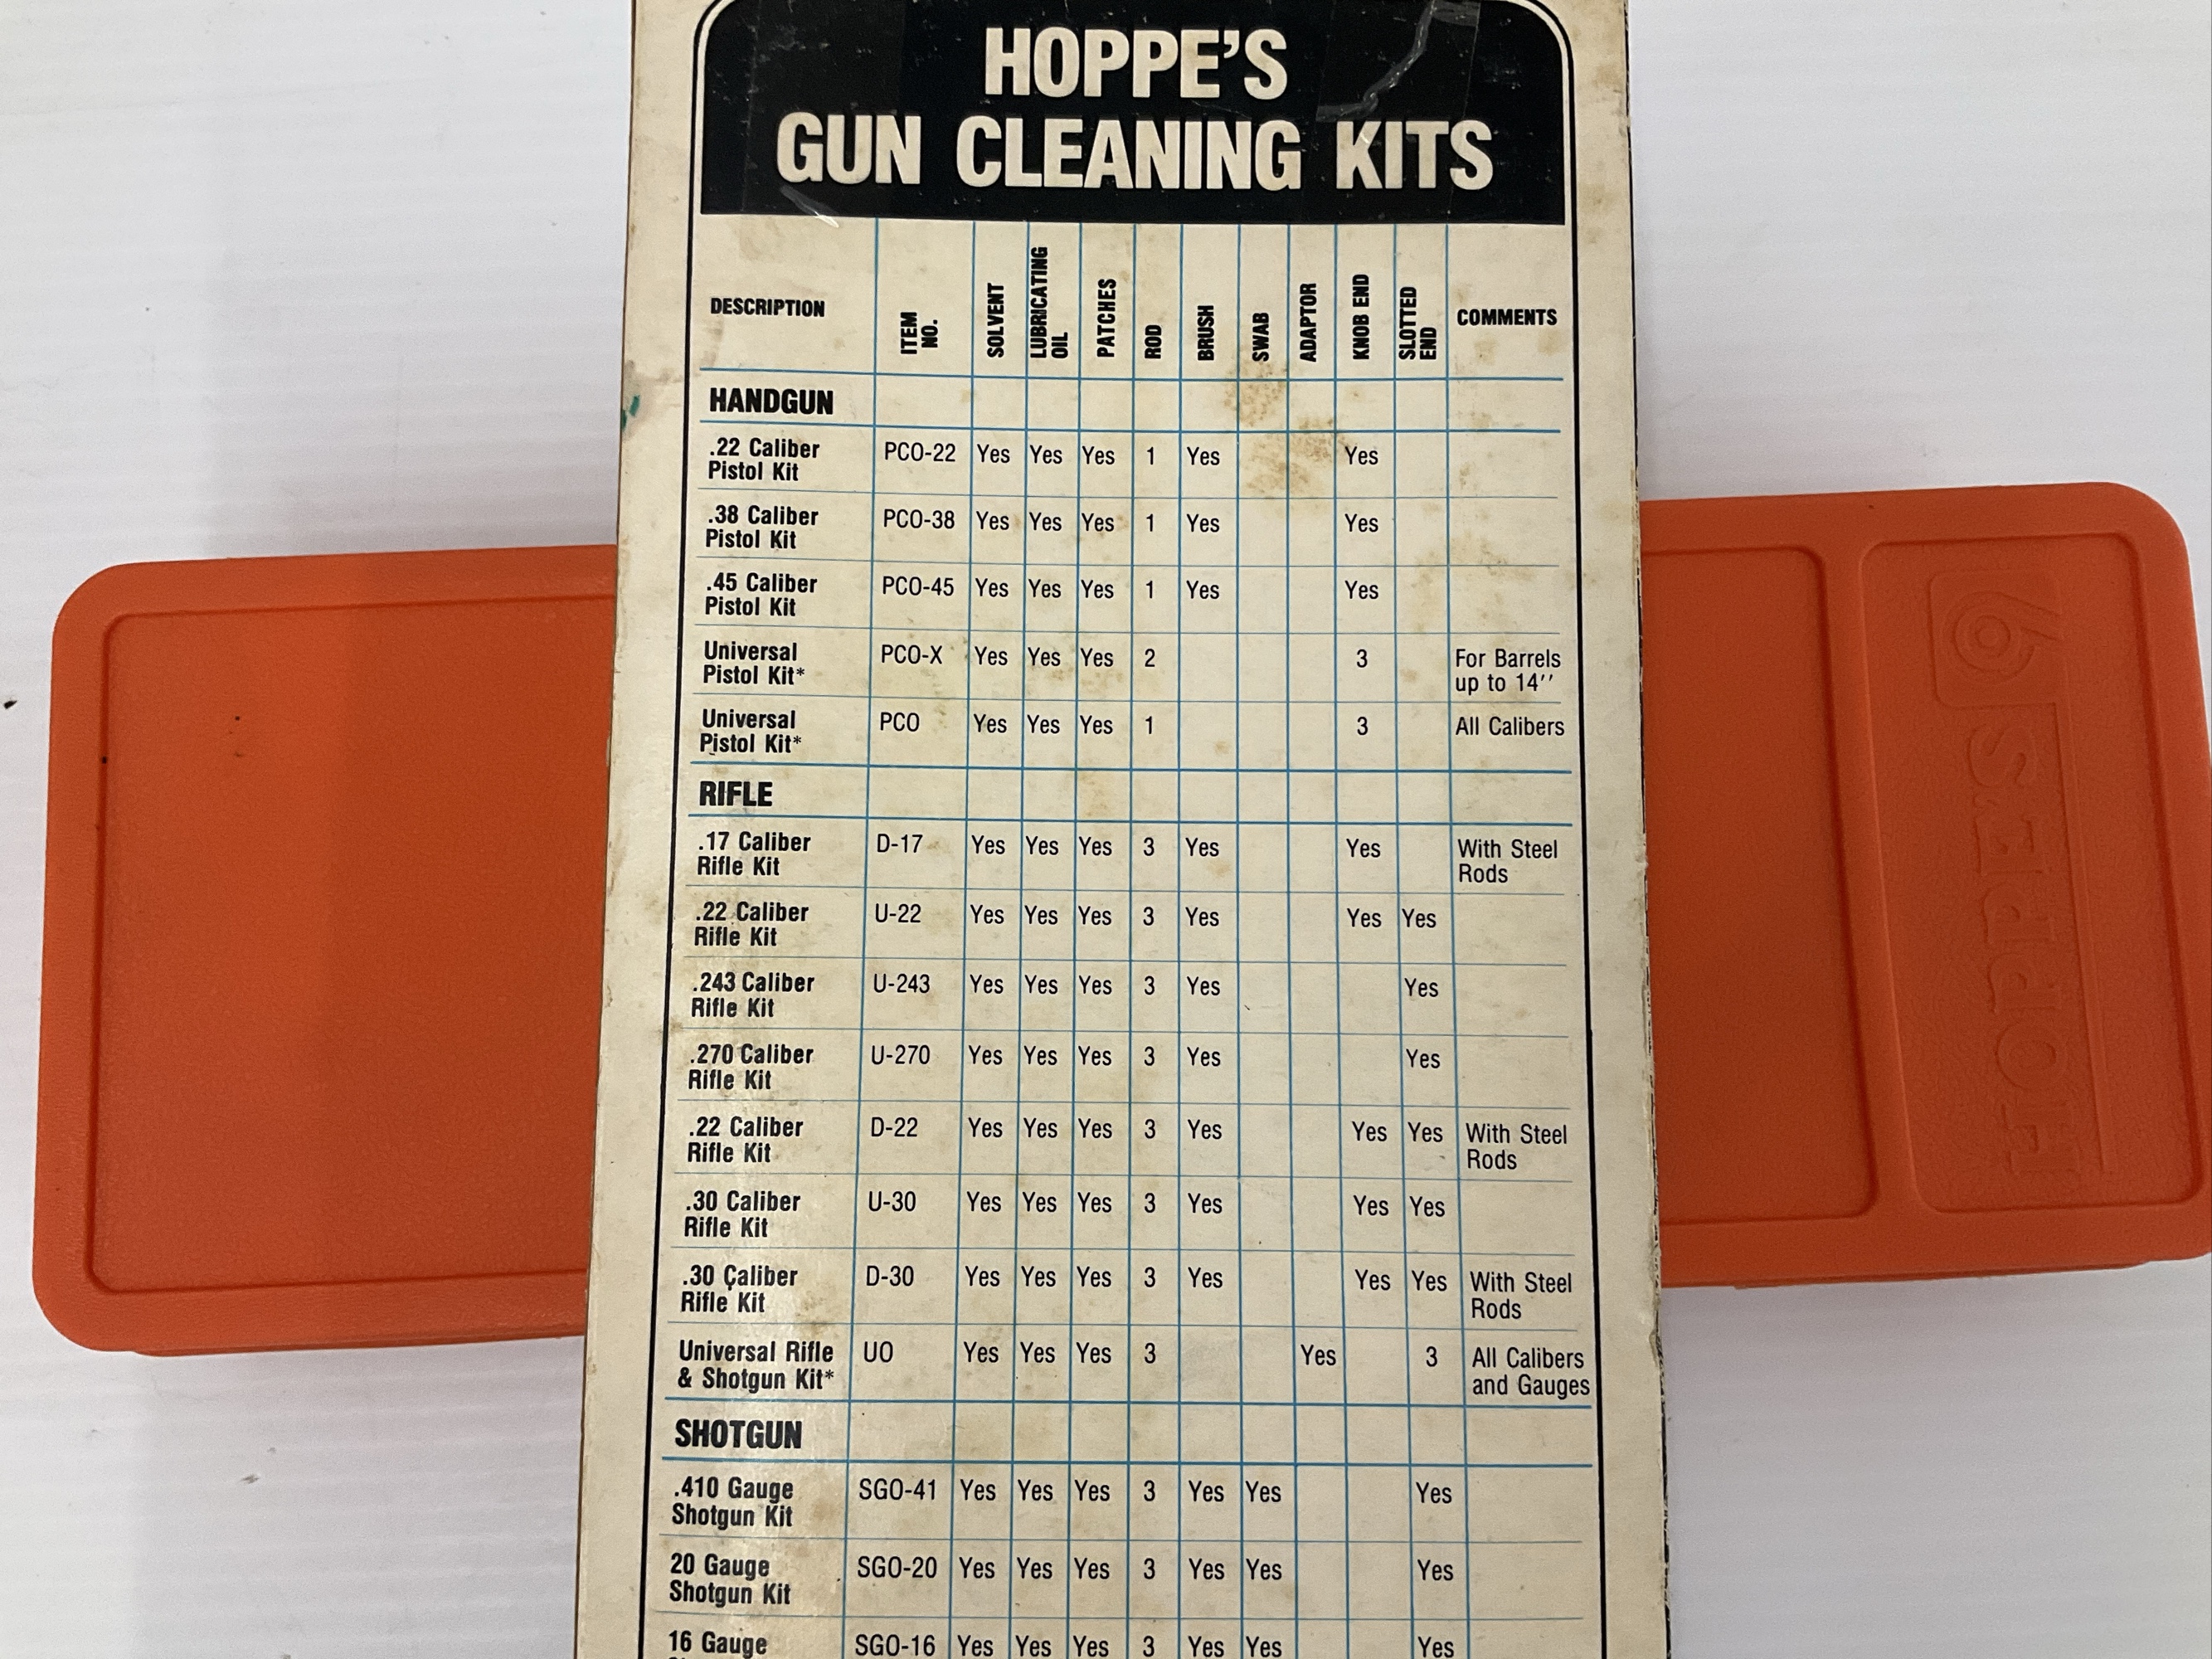 HOPPE'S
GUN CLEANING KITS
DESCRIPTION ITEM NO. SOLVENT LUBRICATING OIL PATCHES ROD BRUSH SWAB ADAPTOR KNOB END SLOTTED END COMMENTS
HANDGUN
.22 Caliber Pistol Kit PCO-22 Yes Yes Yes 1 Yes Yes
.38 Caliber Pistol Kit PCO-38 Yes Yes Yes 1 Yes Yes
.45 Caliber Pistol Kit PCO-45 Yes Yes Yes 1 Yes Yes
Universal Pistol Kit* PCO-X Yes Yes Yes 2 3 For Barrels up to 14''
Universal Pistol Kit* PCO Yes Yes Yes 1 3 All Calibers
RIFLE
.17 Caliber Rifle Kit D-17 Yes Yes Yes 3 Yes Yes With Steel Rods
.22 Caliber Rifle Kit U-22 Yes Yes Yes 3 Yes Yes Yes
.243 Caliber Rifle Kit U-243 Yes Yes Yes 3 Yes Yes
.270 Caliber Rifle Kit U-270 Yes Yes Yes 3 Yes Yes
.22 Caliber Rifle Kit D-22 Yes Yes Yes 3 Yes Yes Yes With Steel Rods
.30 Caliber Rifle Kit U-30 Yes Yes Yes 3 Yes Yes Yes
.30 Caliber Rifle Kit D-30 Yes Yes Yes 3 Yes Yes Yes With Steel Rods
Universal Rifle & Shotgun Kit* UO Yes Yes Yes 3 Yes 3 All Calibers and Gauges
SHOTGUN
.410 Gauge Shotgun Kit SGO-41 Yes Yes Yes 3 Yes Yes Yes
20 Gauge Shotgun Kit SGO-20 Yes Yes Yes 3 Yes Yes Yes
16 Gauge SGO-16 Yes Yes Yes 3 Yes Yes Yes
HOPPE'S 9